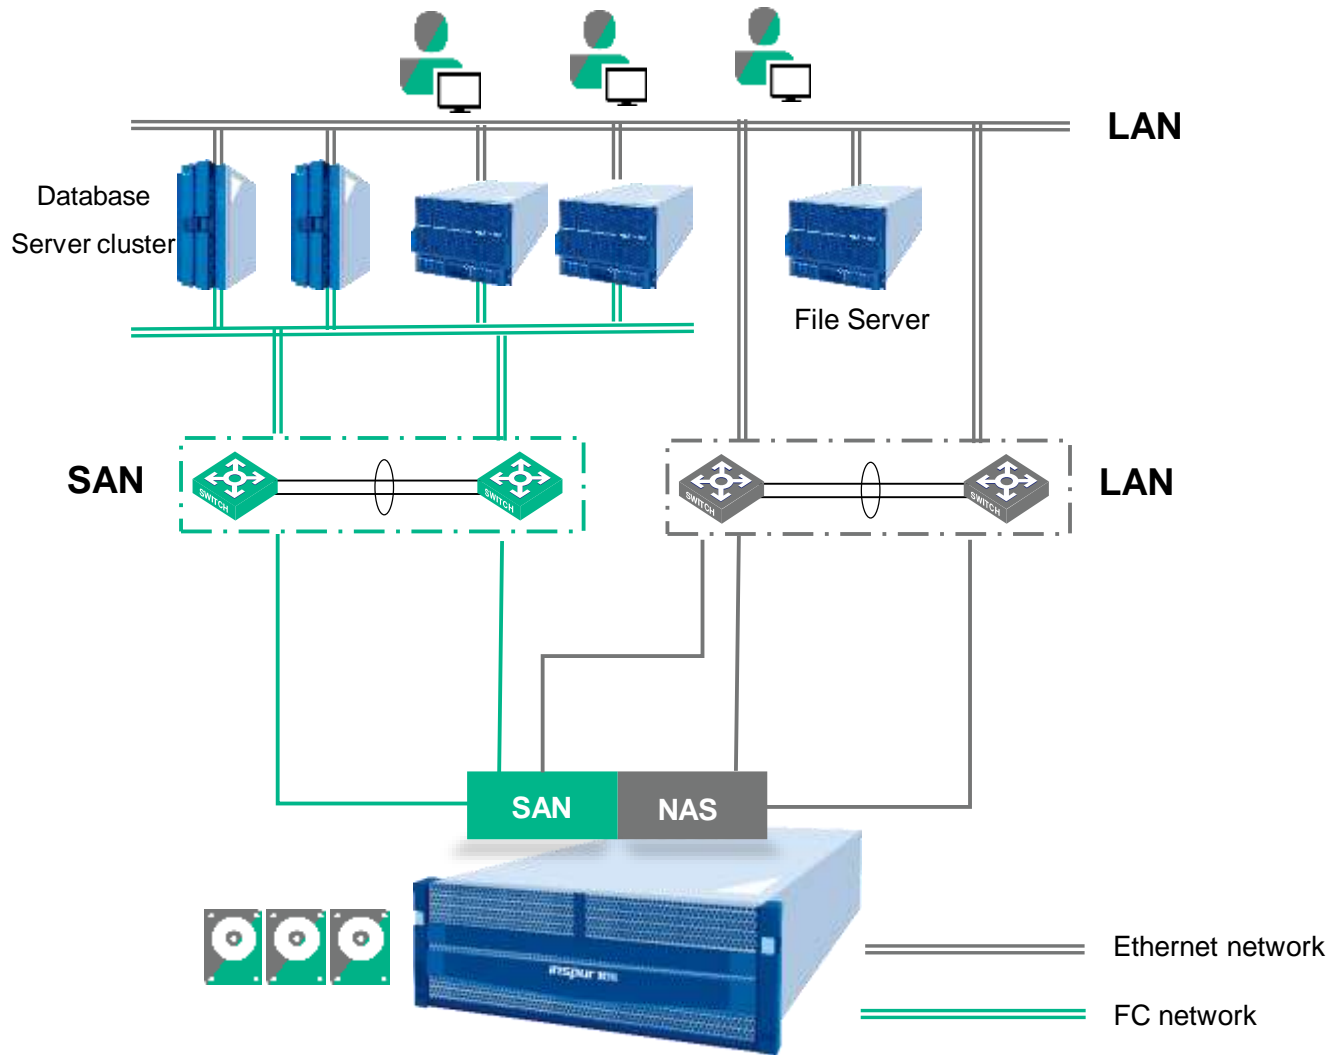 LAN
Database
Server cluster
File Server
SAN
SWITCH
SWITCH
SWITCH
SWITCH
LAN
SAN
NAS
inspur
Ethernet network
FC network